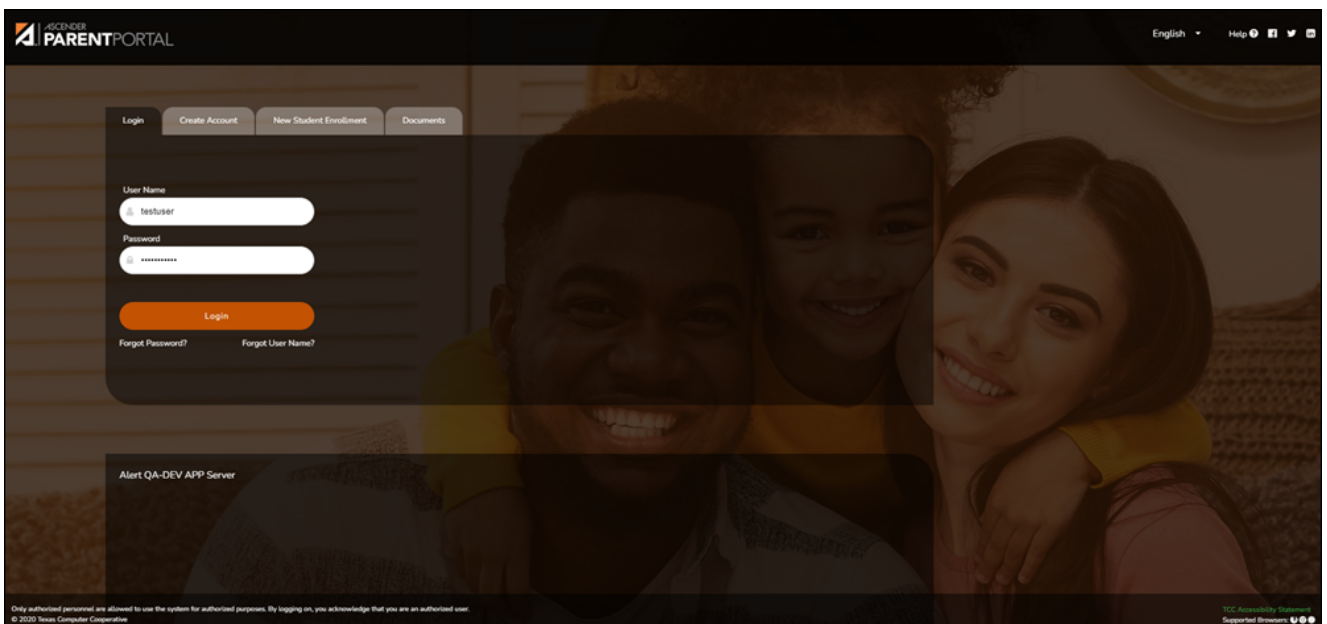 ASCENDER
PARENTPORTAL
English
Help
Login
Create Account
New Student Enrollment
Documents
User Name
testuser
Password
•••••••••••
Login
Forgot Password?
Forgot User Name?
Alert QA-DEV APP Server
Only authorized personnel are allowed to use the system for authorized purposes. By logging on, you acknowledge that you are an authorized user.
© 2020 Texas Computer Cooperative
TCC Accessibility Statement
Supported Browsers: